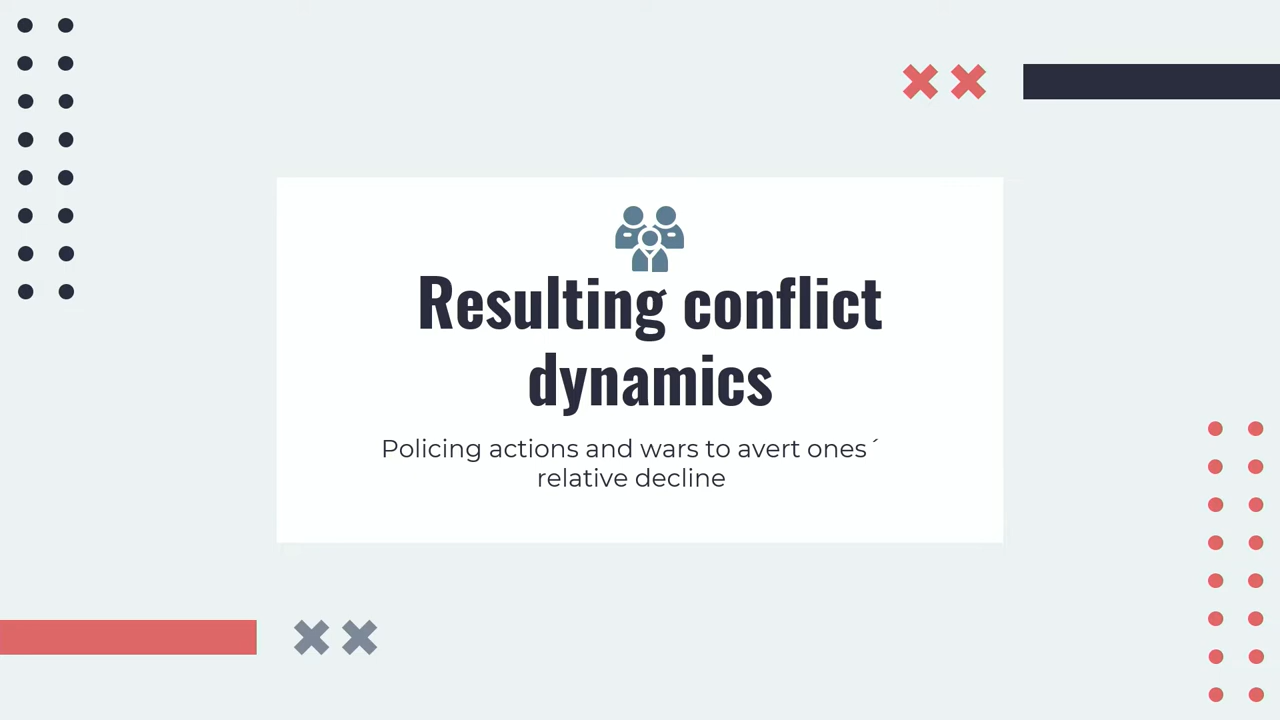 Resulting conflict
dynamics
Policing actions and wars to avert ones´
relative decline